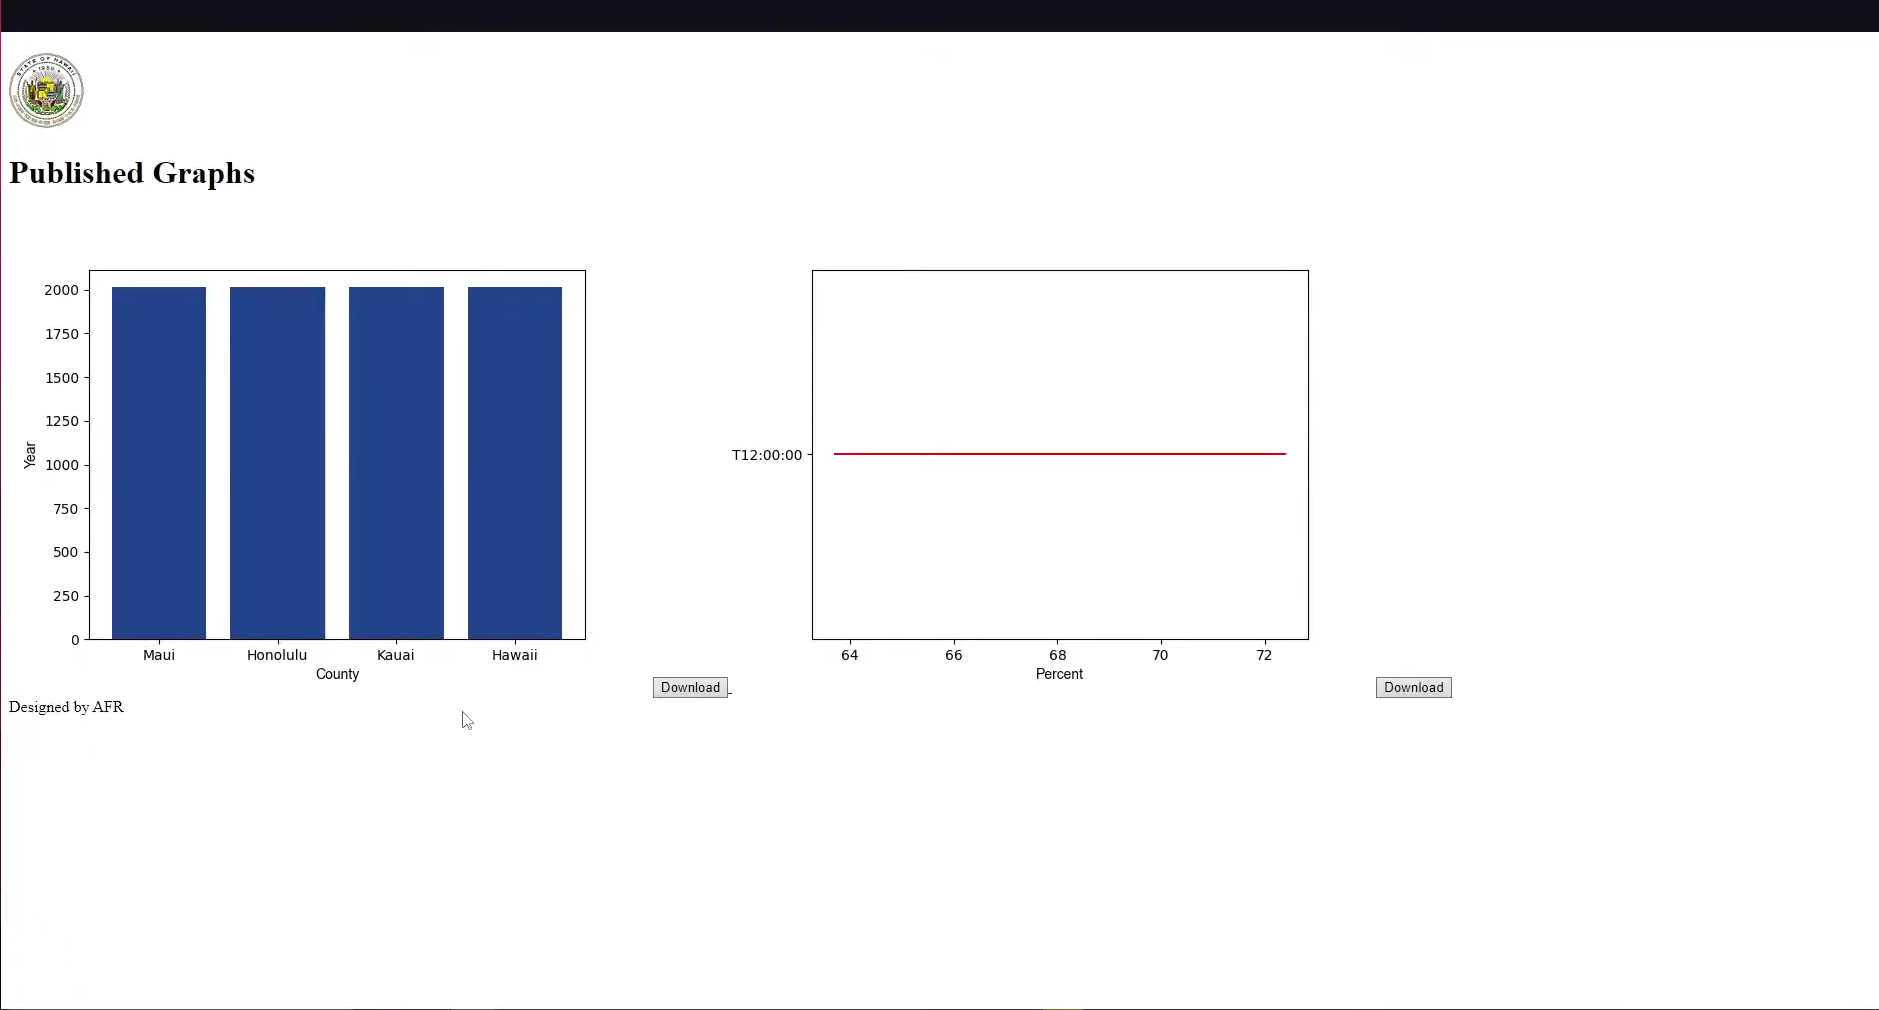 STATE OF HAWAII
1959
Published Graphs
2000
1750
1500
1250
1000
750
500
250
0
Year
Maui Honolulu Kauai Hawaii
County
Download
T12:00:00
64 66 68 70 72
Percent
Download
Designed by AFR